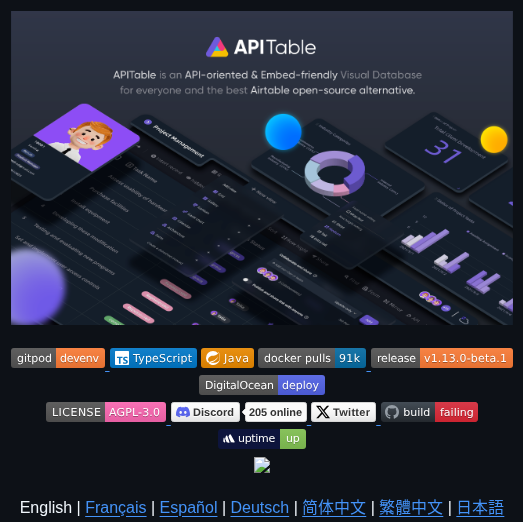 APITable
APITable is an API-oriented & Embed-friendly Visual Database
for everyone and the best Airtable open-source alternative.
Project Management
Task Name
31
gitpod devenv TS TypeScript Java docker pulls 91k release v1.13.0-beta.1
DigitalOcean deploy
LICENSE AGPL-3.0 Discord 205 online Twitter build failing
uptime up
English | Français | Español | Deutsch | 简体中文 | 繁體中文 | 日本語